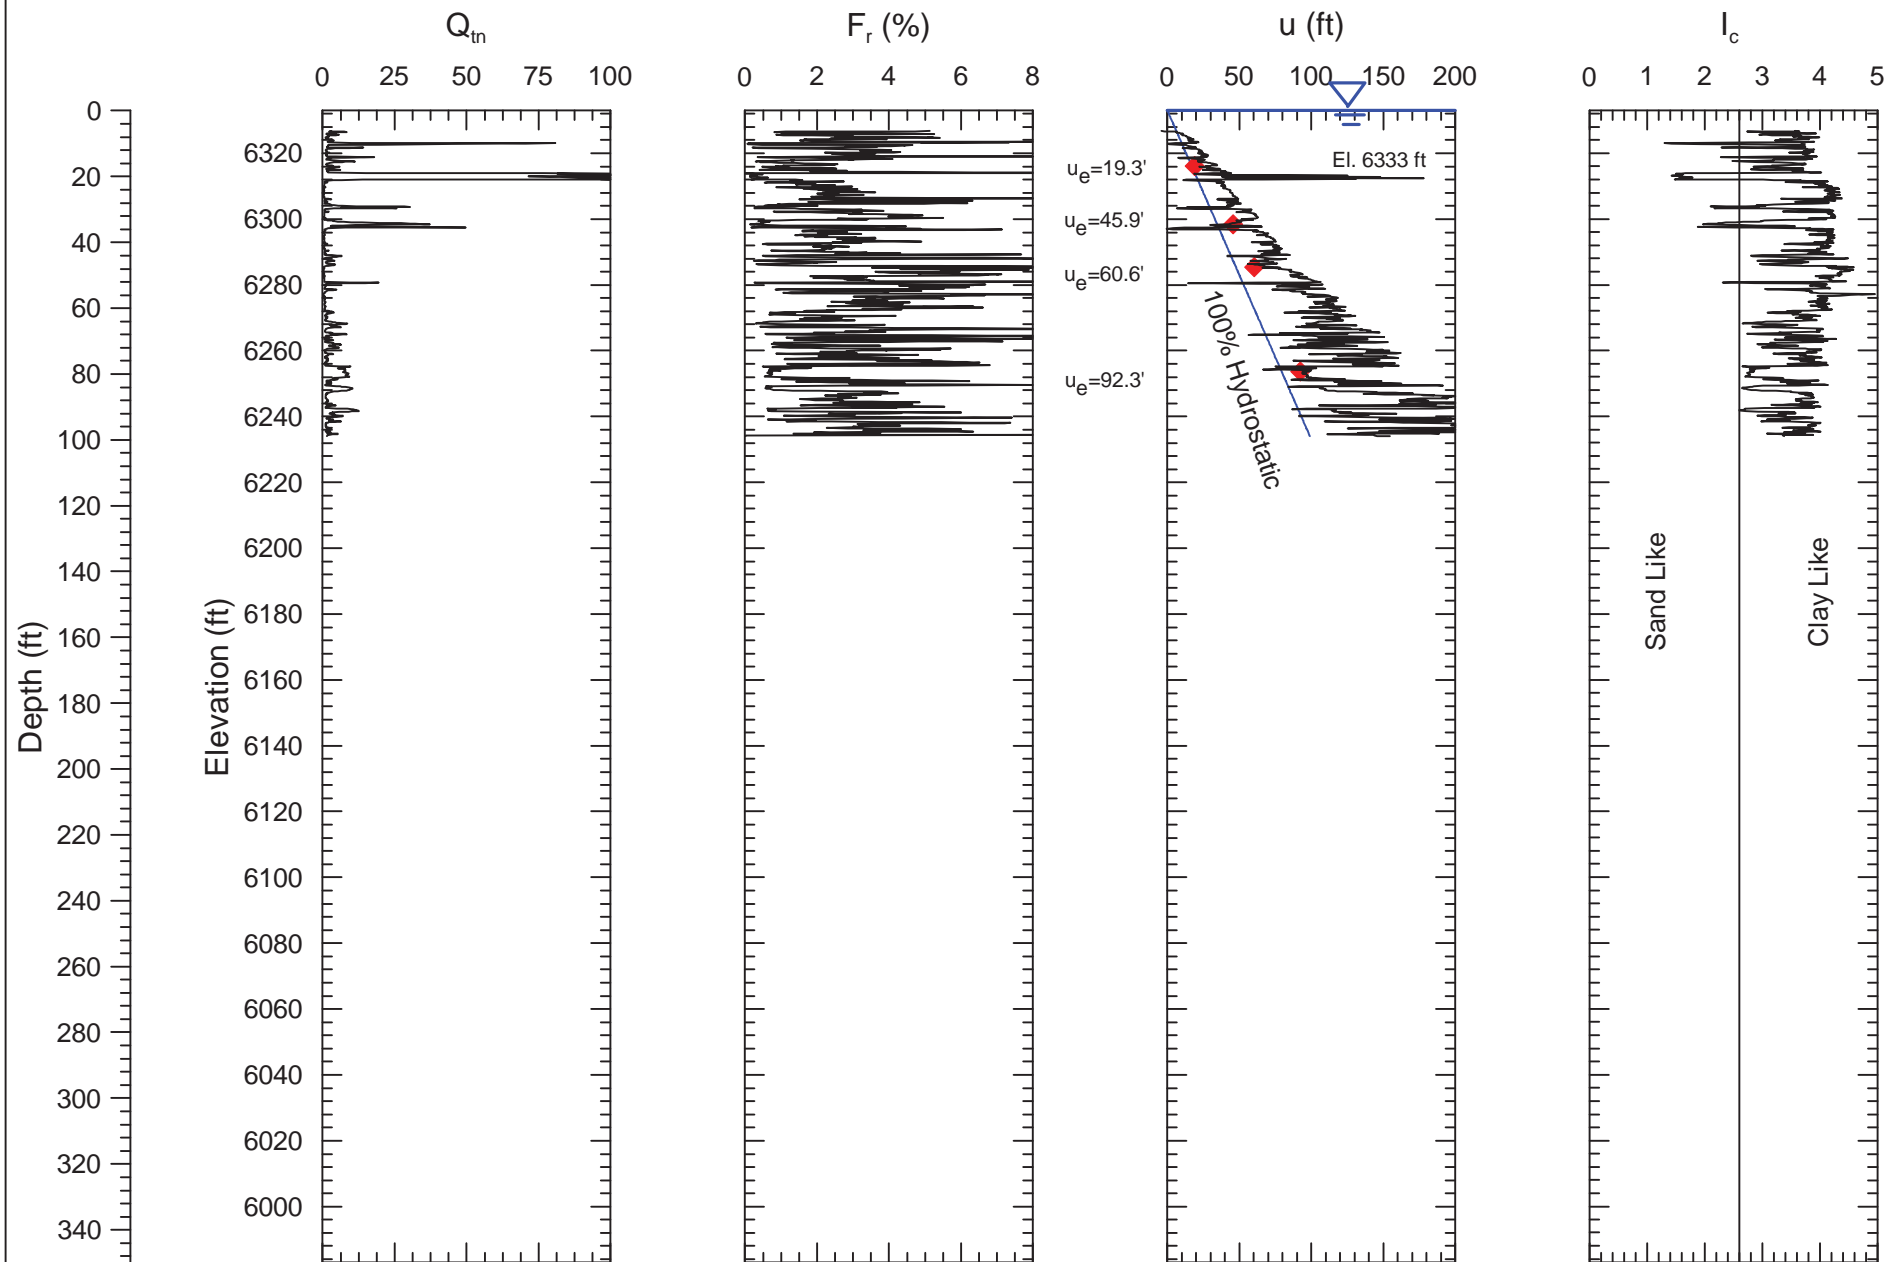 Qtn
Fr (%)
u (ft)
Ic
0 25 50 75 100
0 2 4 6 8
0 50 100 150 200
0 1 2 3 4 5
0
20
40
60
80
100
120
140
160
180
200
220
240
260
280
300
320
340
Depth (ft)
6320
6300
6280
6260
6240
6220
6200
6180
6160
6140
6120
6100
6080
6060
6040
6020
6000
Elevation (ft)
El. 6333 ft
ue=19.3'
ue=45.9'
ue=60.6'
ue=92.3'
100% Hydrostatic
Sand Like
Clay Like